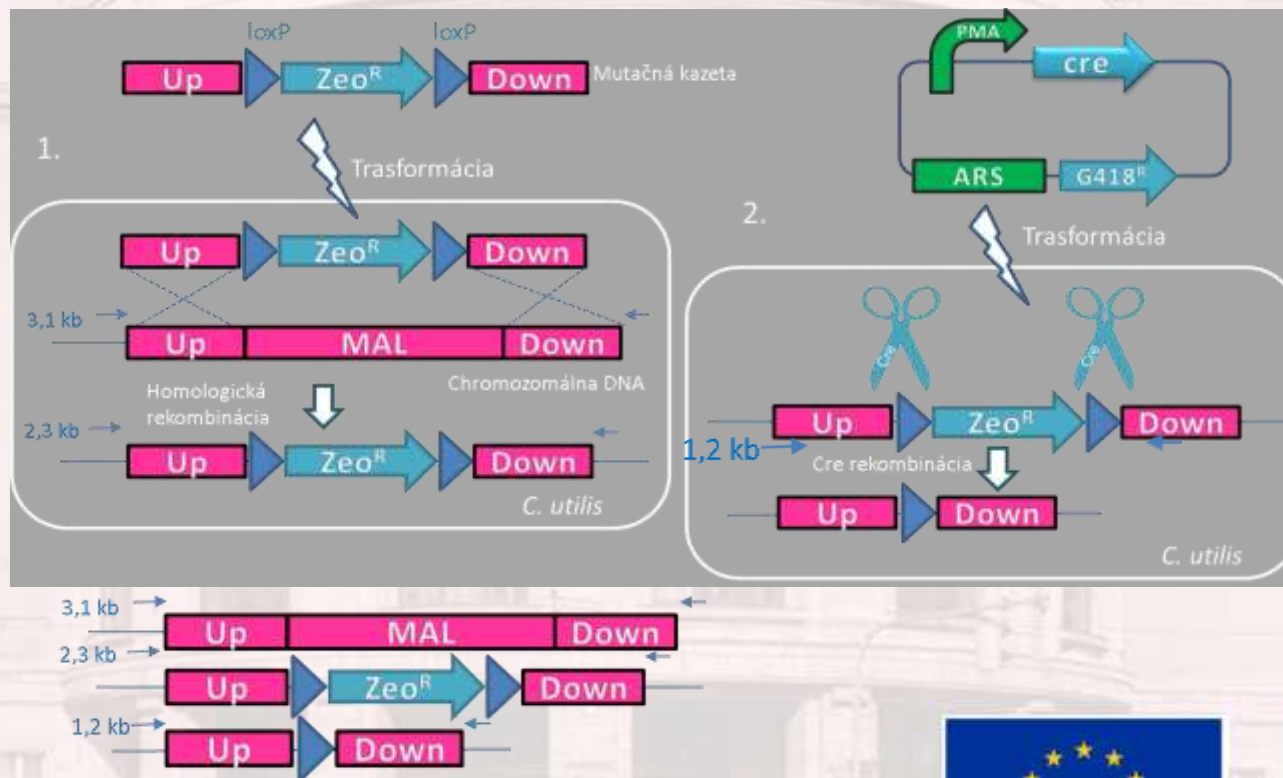 loxP loxP
Up Zeo^R Down Mutačná kazeta
1.
Trasformácia
Up Zeo^R Down
3,1 kb
Up MAL Down
Homologická
rekombinácia
Chromozomálna DNA
2,3 kb
Up Zeo^R Down
C. utilis
PMA
cre
ARS G418^R
2.
Trasformácia
Cre Cre
Up Zeo^R Down
1,2 kb
Cre rekombinácia
Up Down
C. utilis
3,1 kb
Up MAL Down
2,3 kb
Up Zeo^R Down
1,2 kb
Up Down